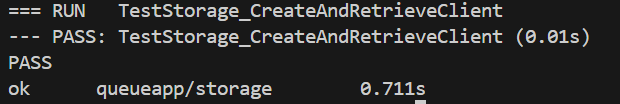 === RUN   TestStorage_CreateAndRetrieveClient
--- PASS: TestStorage_CreateAndRetrieveClient (0.01s)
PASS
ok      queueapp/storage        0.711s